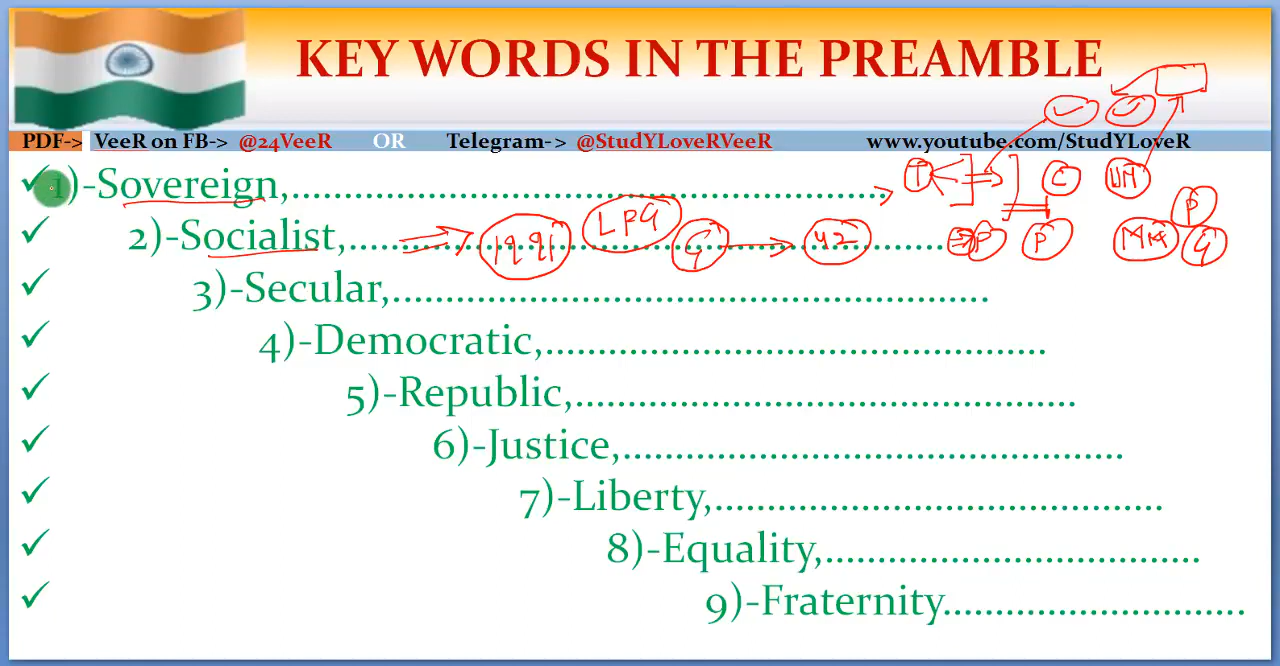 KEY WORDS IN THE PREAMBLE
PDF-> VeeR on FB-> @24VeeR OR Telegram-> @StudYLoveRVeeR www.youtube.com/StudYLoveR
1)-Sovereign,...................................................... T C UN
2)-Socialist,...................................................... 1991 LPG G 42 P P MM G P
3)-Secular,......................................................
4)-Democratic,.............................................
5)-Republic,.............................................
6)-Justice,.............................................
7)-Liberty,........................................
8)-Equality,..................................
9)-Fraternity...........................